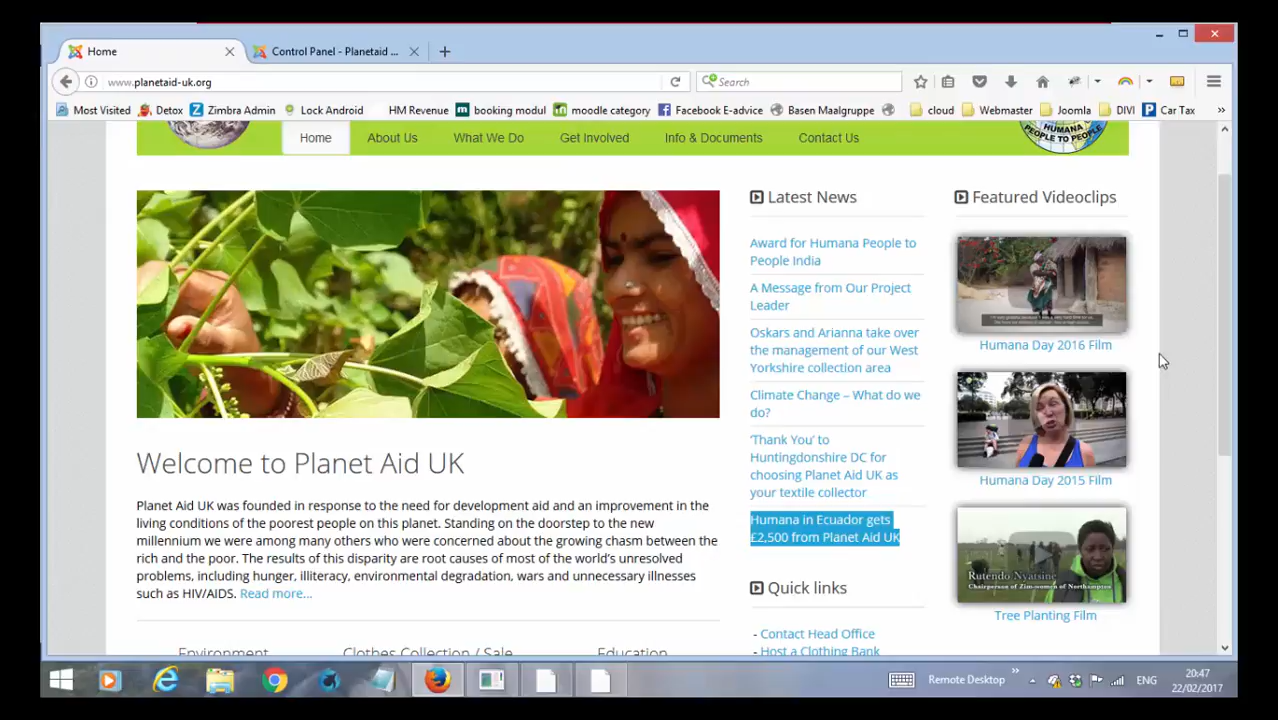 Home
Control Panel - Planetaid ...
www.planetaid-uk.org
Search
Most Visited
Detox
Zimbra Admin
Lock Android
HM Revenue
booking modul
moodle category
Facebook E-advice
Basen Maalgruppe
cloud
Webmaster
Joomla
DIVI
Car Tax
Home
About Us
What We Do
Get Involved
Info & Documents
Contact Us
HUMANA
PEOPLE TO PEOPLE
Latest News
Award for Humana People to
People India
A Message from Our Project
Leader
Oskars and Arianna take over
the management of our West
Yorkshire collection area
Climate Change – What do we
do?
‘Thank You’ to
Huntingdonshire DC for
choosing Planet Aid UK as
your textile collector
Humana in Ecuador gets
£2,500 from Planet Aid UK
Quick links
- Contact Head Office
- Host a Clothing Bank
Featured Videoclips
Humana Day 2016 Film
Humana Day 2015 Film
Rutendo Nyatsine
Chairperson of Zimwomen of Northampton
Tree Planting Film
Welcome to Planet Aid UK
Planet Aid UK was founded in response to the need for development aid and an improvement in the
living conditions of the poorest people on this planet. Standing on the doorstep to the new
millennium we were among many others who were concerned about the growing chasm between the
rich and the poor. The results of this disparity are root causes of most of the world’s unresolved
problems, including hunger, illiteracy, environmental degradation, wars and unnecessary illnesses
such as HIV/AIDS. Read more...
Environment
Clothes Collection / Sale
Education
Remote Desktop
ENG
20:47
22/02/2017